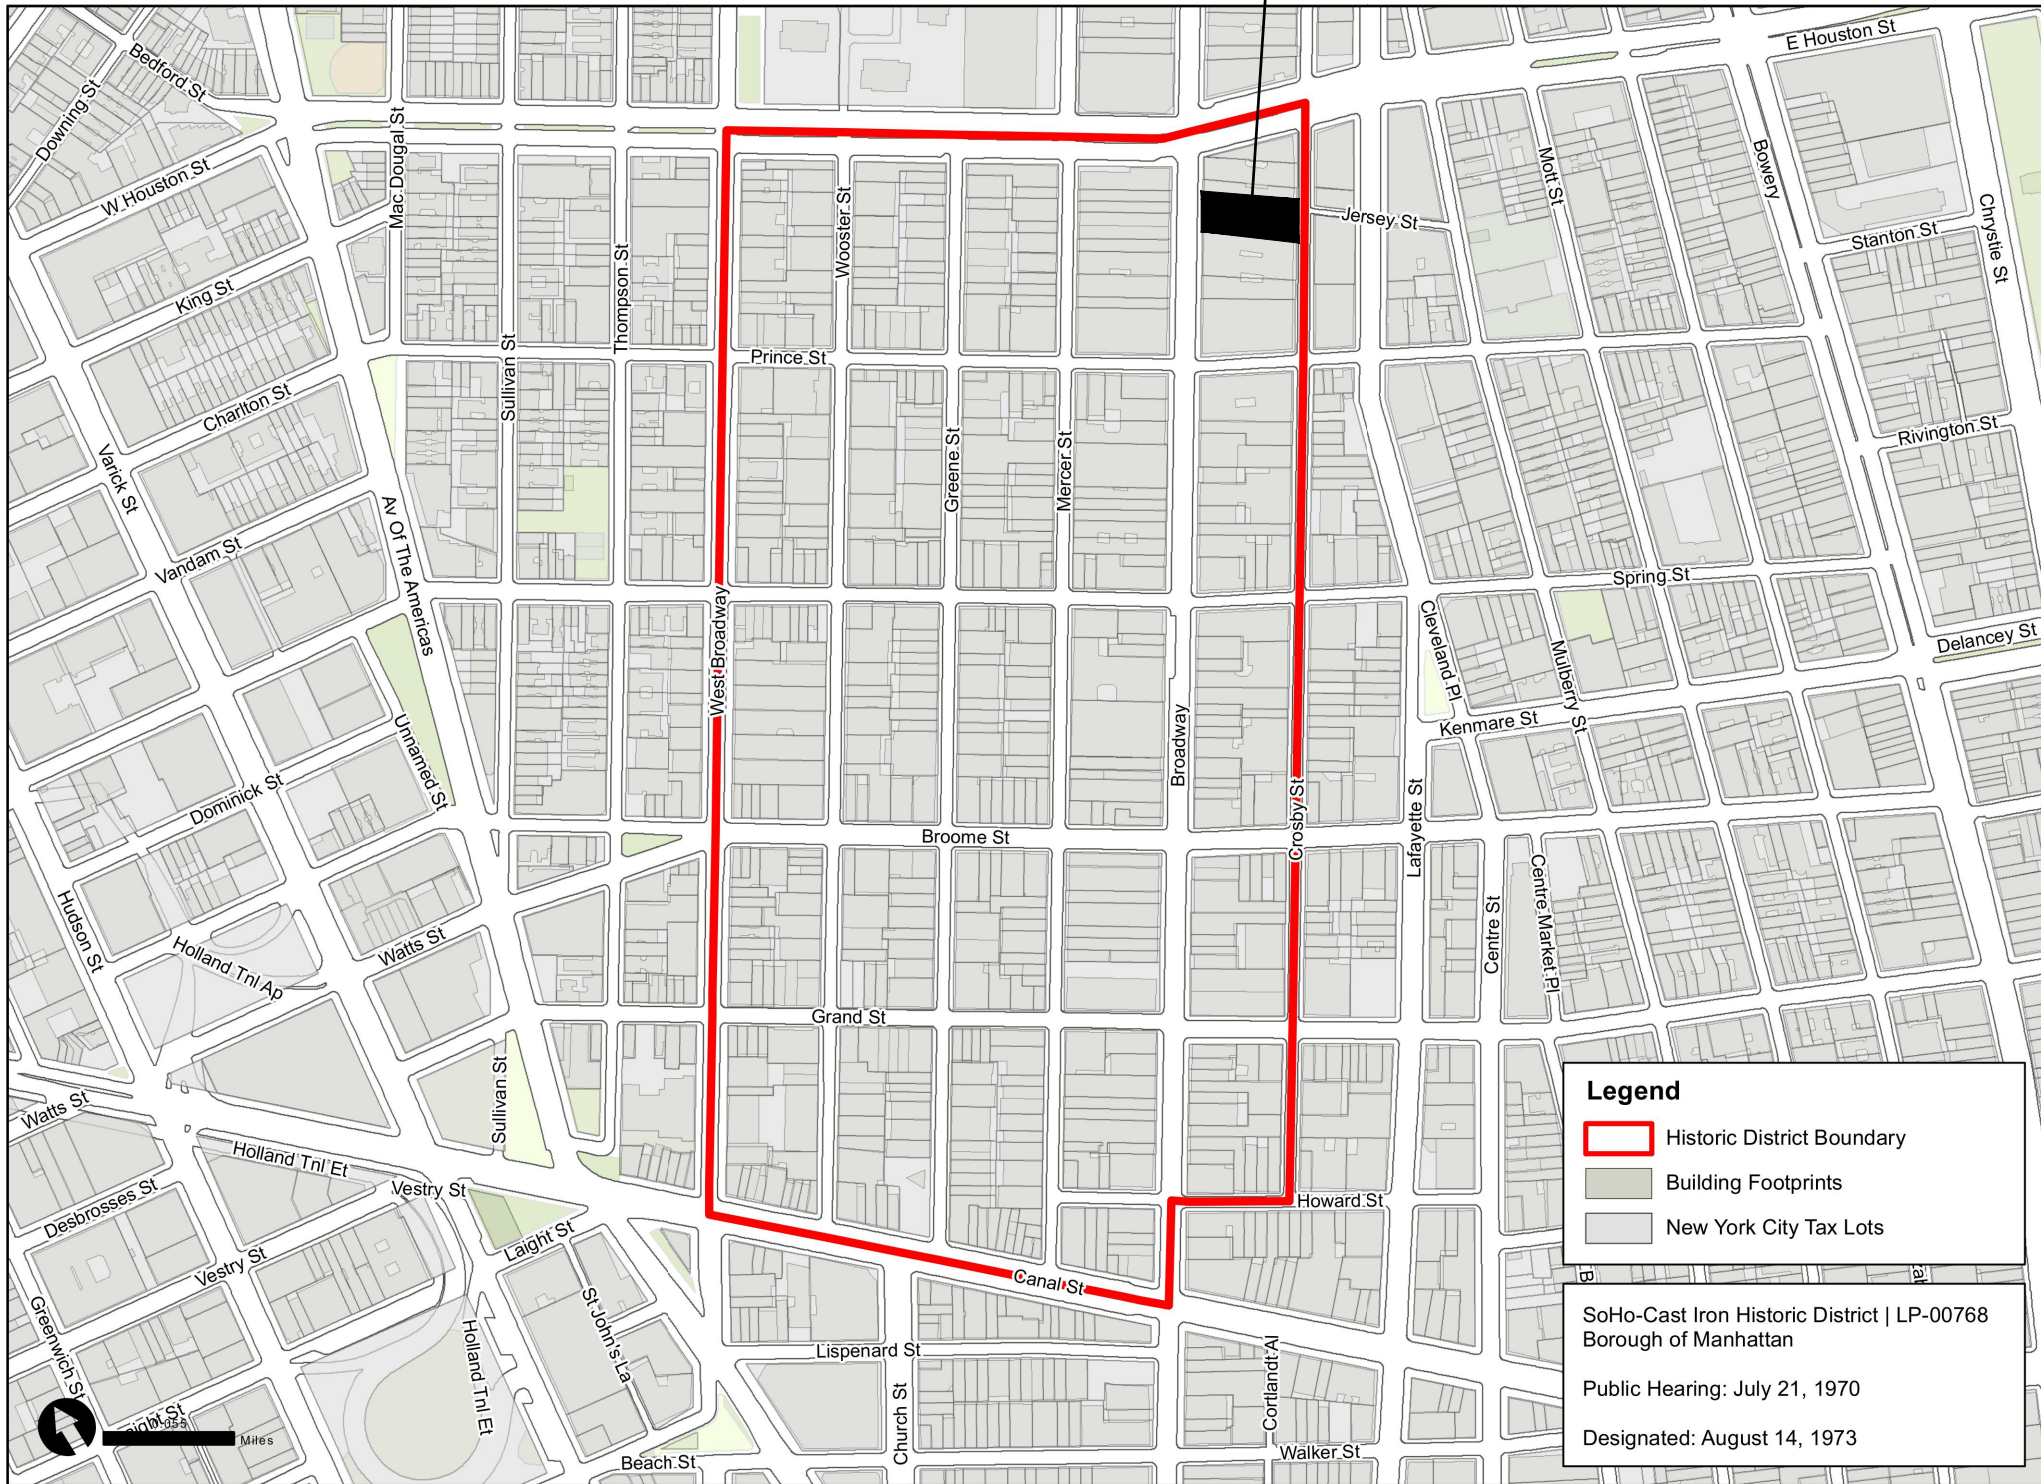 E Houston St
Bedford St
Downing St
Mac Dougal St
W Houston St
Mott St
Bowery
Wooster St
Jersey St
Chrystie St
Stanton St
Thompson St
King St
Sullivan St
Prince St
Charlton St
Rivington St
Greene St
Mercer St
Varick St
Av Of The Americas
Vandam St
Spring St
West Broadway
Cleveland Pl
Mulberry St
Delancey St
Kenmare St
Broadway
Unnamed St
Dominick St
Crosby St
Lafayette St
Broome St
Centre St
Centre Market Pl
Hudson St
Watts St
Holland Tnl Ap
Grand St
Sullivan St
Watts St
Holland Tnl Et
Vestry St
Desbrosses St
Howard St
Laight St
Vestry St
Canal St
Greenwich St
St John's La
Holland Tnl Et
Lispenard St
Church St
Cortlandt Al
Walker St
Beach St
0.055
Miles
Legend
Historic District Boundary
Building Footprints
New York City Tax Lots
SoHo-Cast Iron Historic District | LP-00768
Borough of Manhattan
Public Hearing: July 21, 1970
Designated: August 14, 1973